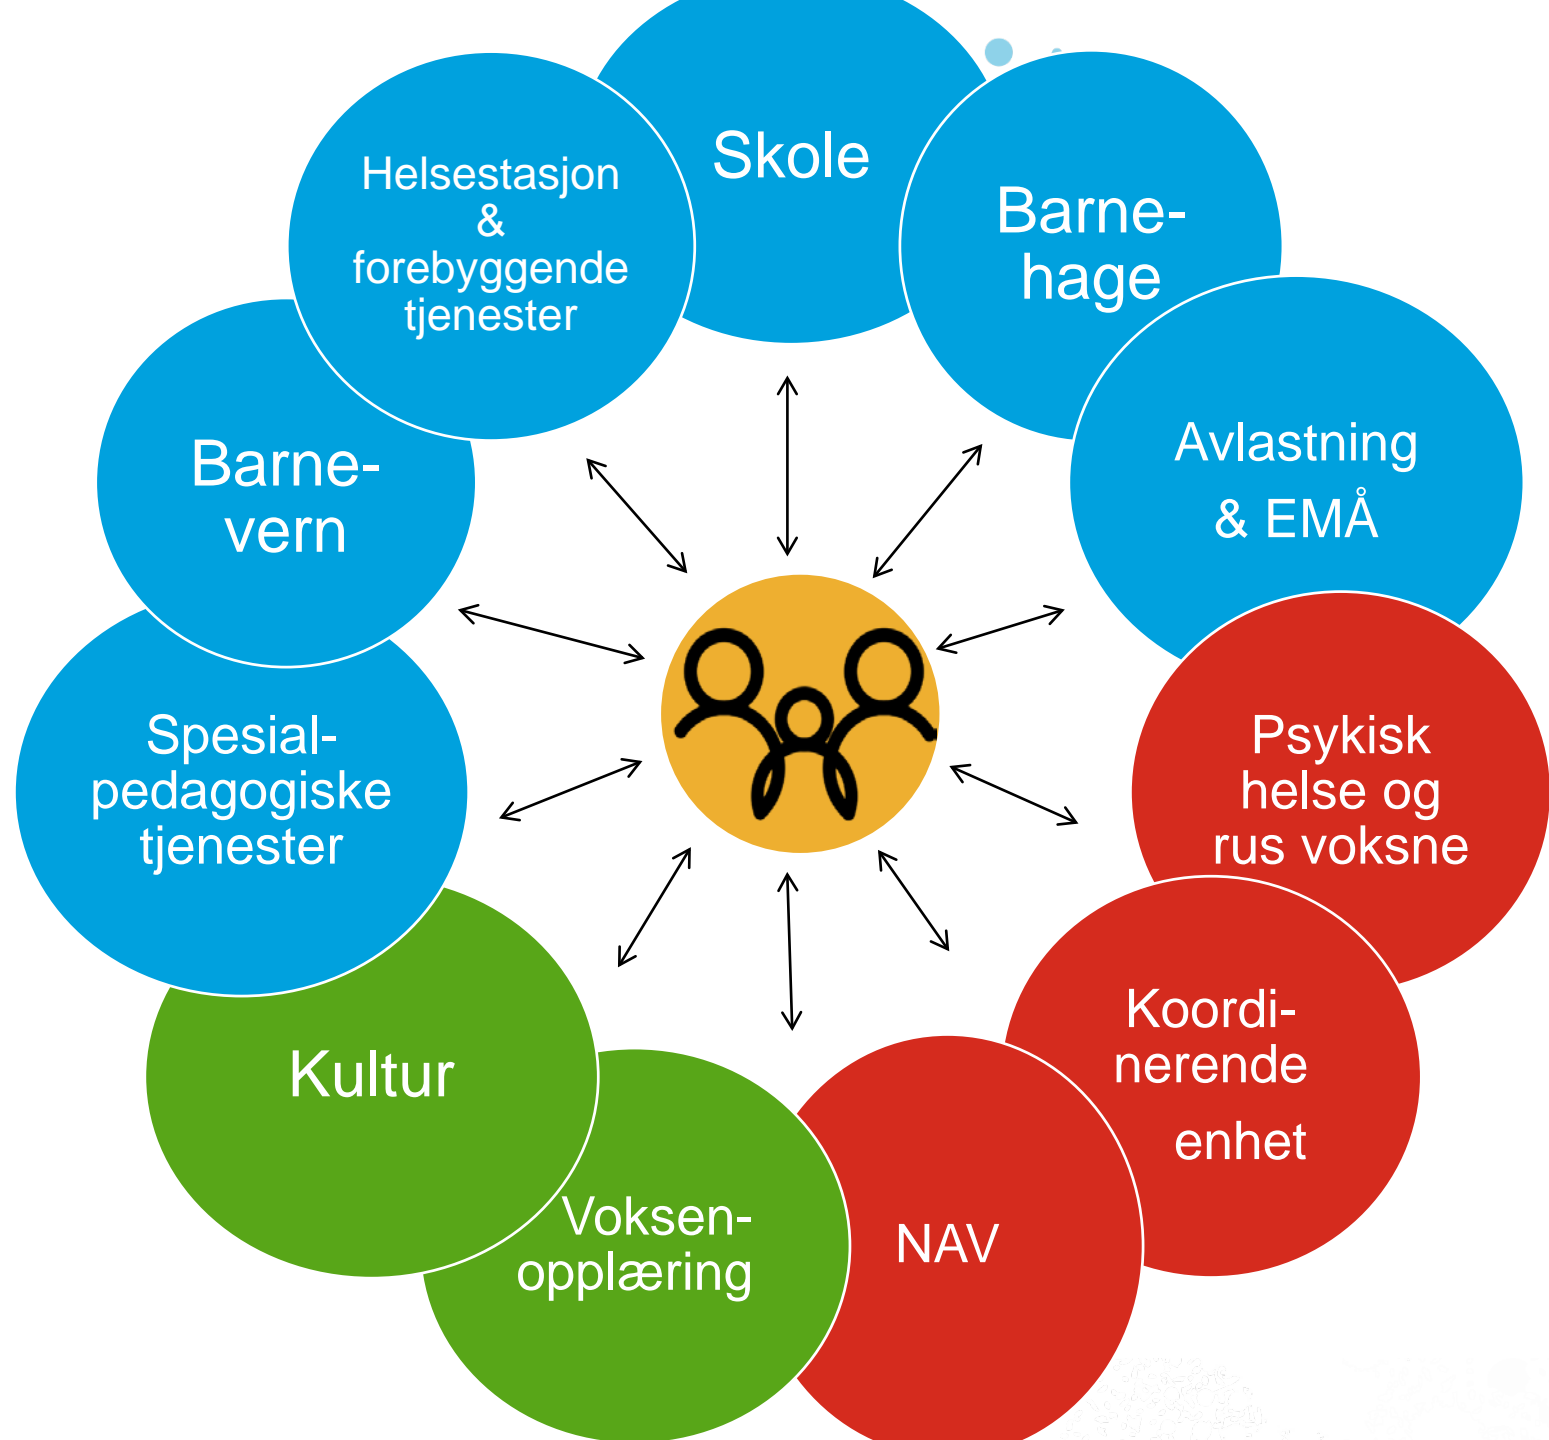 Skole
Barne-
hage
Avlastning
& EMÅ
Psykisk
helse og
rus voksne
Koordi-
nerende
enhet
NAV
Voksen-
opplæring
Kultur
Spesial-
pedagogiske
tjenester
Barne-
vern
Helsestasjon
&
forebyggende
tjenester